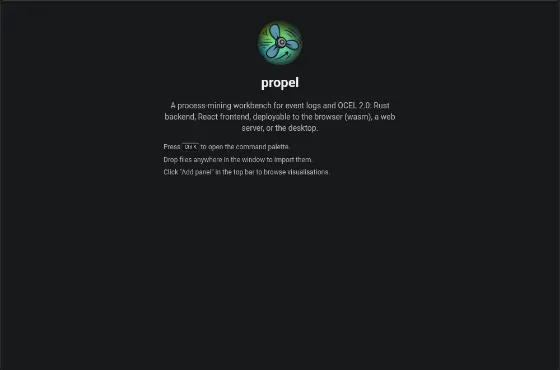 propel
A process-mining workbench for event logs and OCEL 2.0: Rust
backend, React frontend, deployable to the browser (wasm), a web
server, or the desktop.
Press Ctrl K to open the command palette.
Drop files anywhere in the window to import them.
Click "Add panel" in the top bar to browse visualisations.